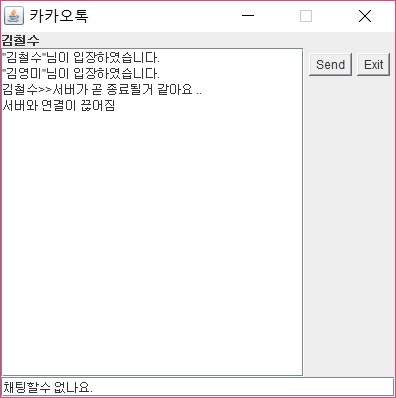 카카오톡
김철수
"김철수"님이 입장하였습니다.
"김영미"님이 입장하였습니다.
김철수>>서버가 곧 종료될거 같아요 ..
서버와 연결이 끊어짐
Send Exit
채팅할수 없나요.